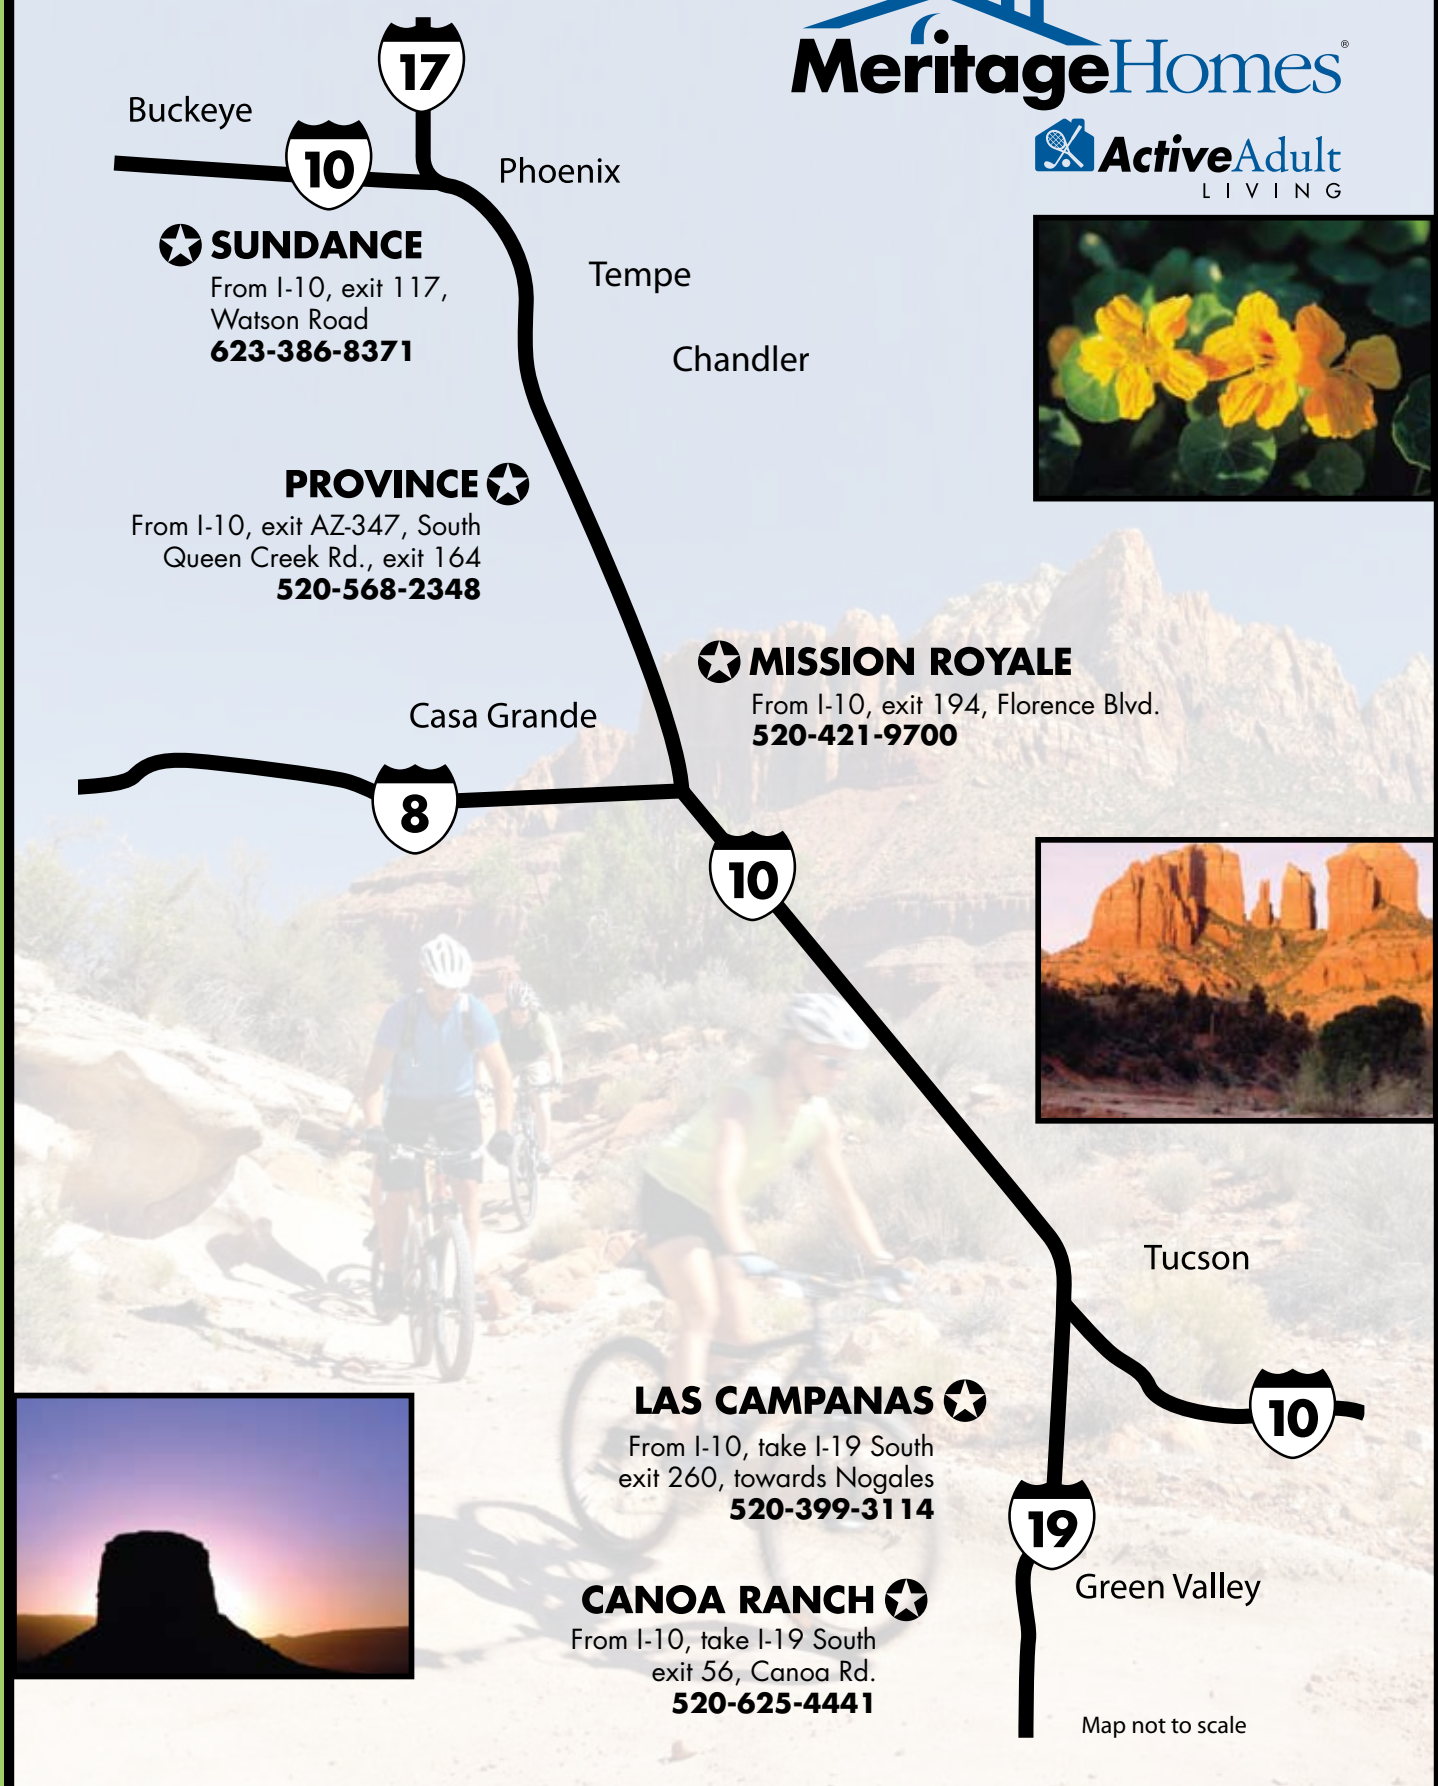 MeritageHomes®
ActiveAdult
LIVING
17
Buckeye
10
Phoenix
SUNDANCE
From I-10, exit 117,
Watson Road
623-386-8371
Tempe
Chandler
PROVINCE
From I-10, exit AZ-347, South
Queen Creek Rd., exit 164
520-568-2348
MISSION ROYALE
From I-10, exit 194, Florence Blvd.
520-421-9700
Casa Grande
8
10
Tucson
LAS CAMPANAS
From I-10, take I-19 South
exit 260, towards Nogales
520-399-3114
10
19
CANOA RANCH
From I-10, take I-19 South
exit 56, Canoa Rd.
520-625-4441
Green Valley
Map not to scale